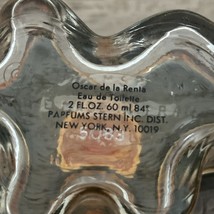 Oscar de la Renta
Eau de Toilette
2 FL.OZ. 60 ml 84°
PARFUMS STERN INC. DIST.
NEW YORK, N.Y. 10019